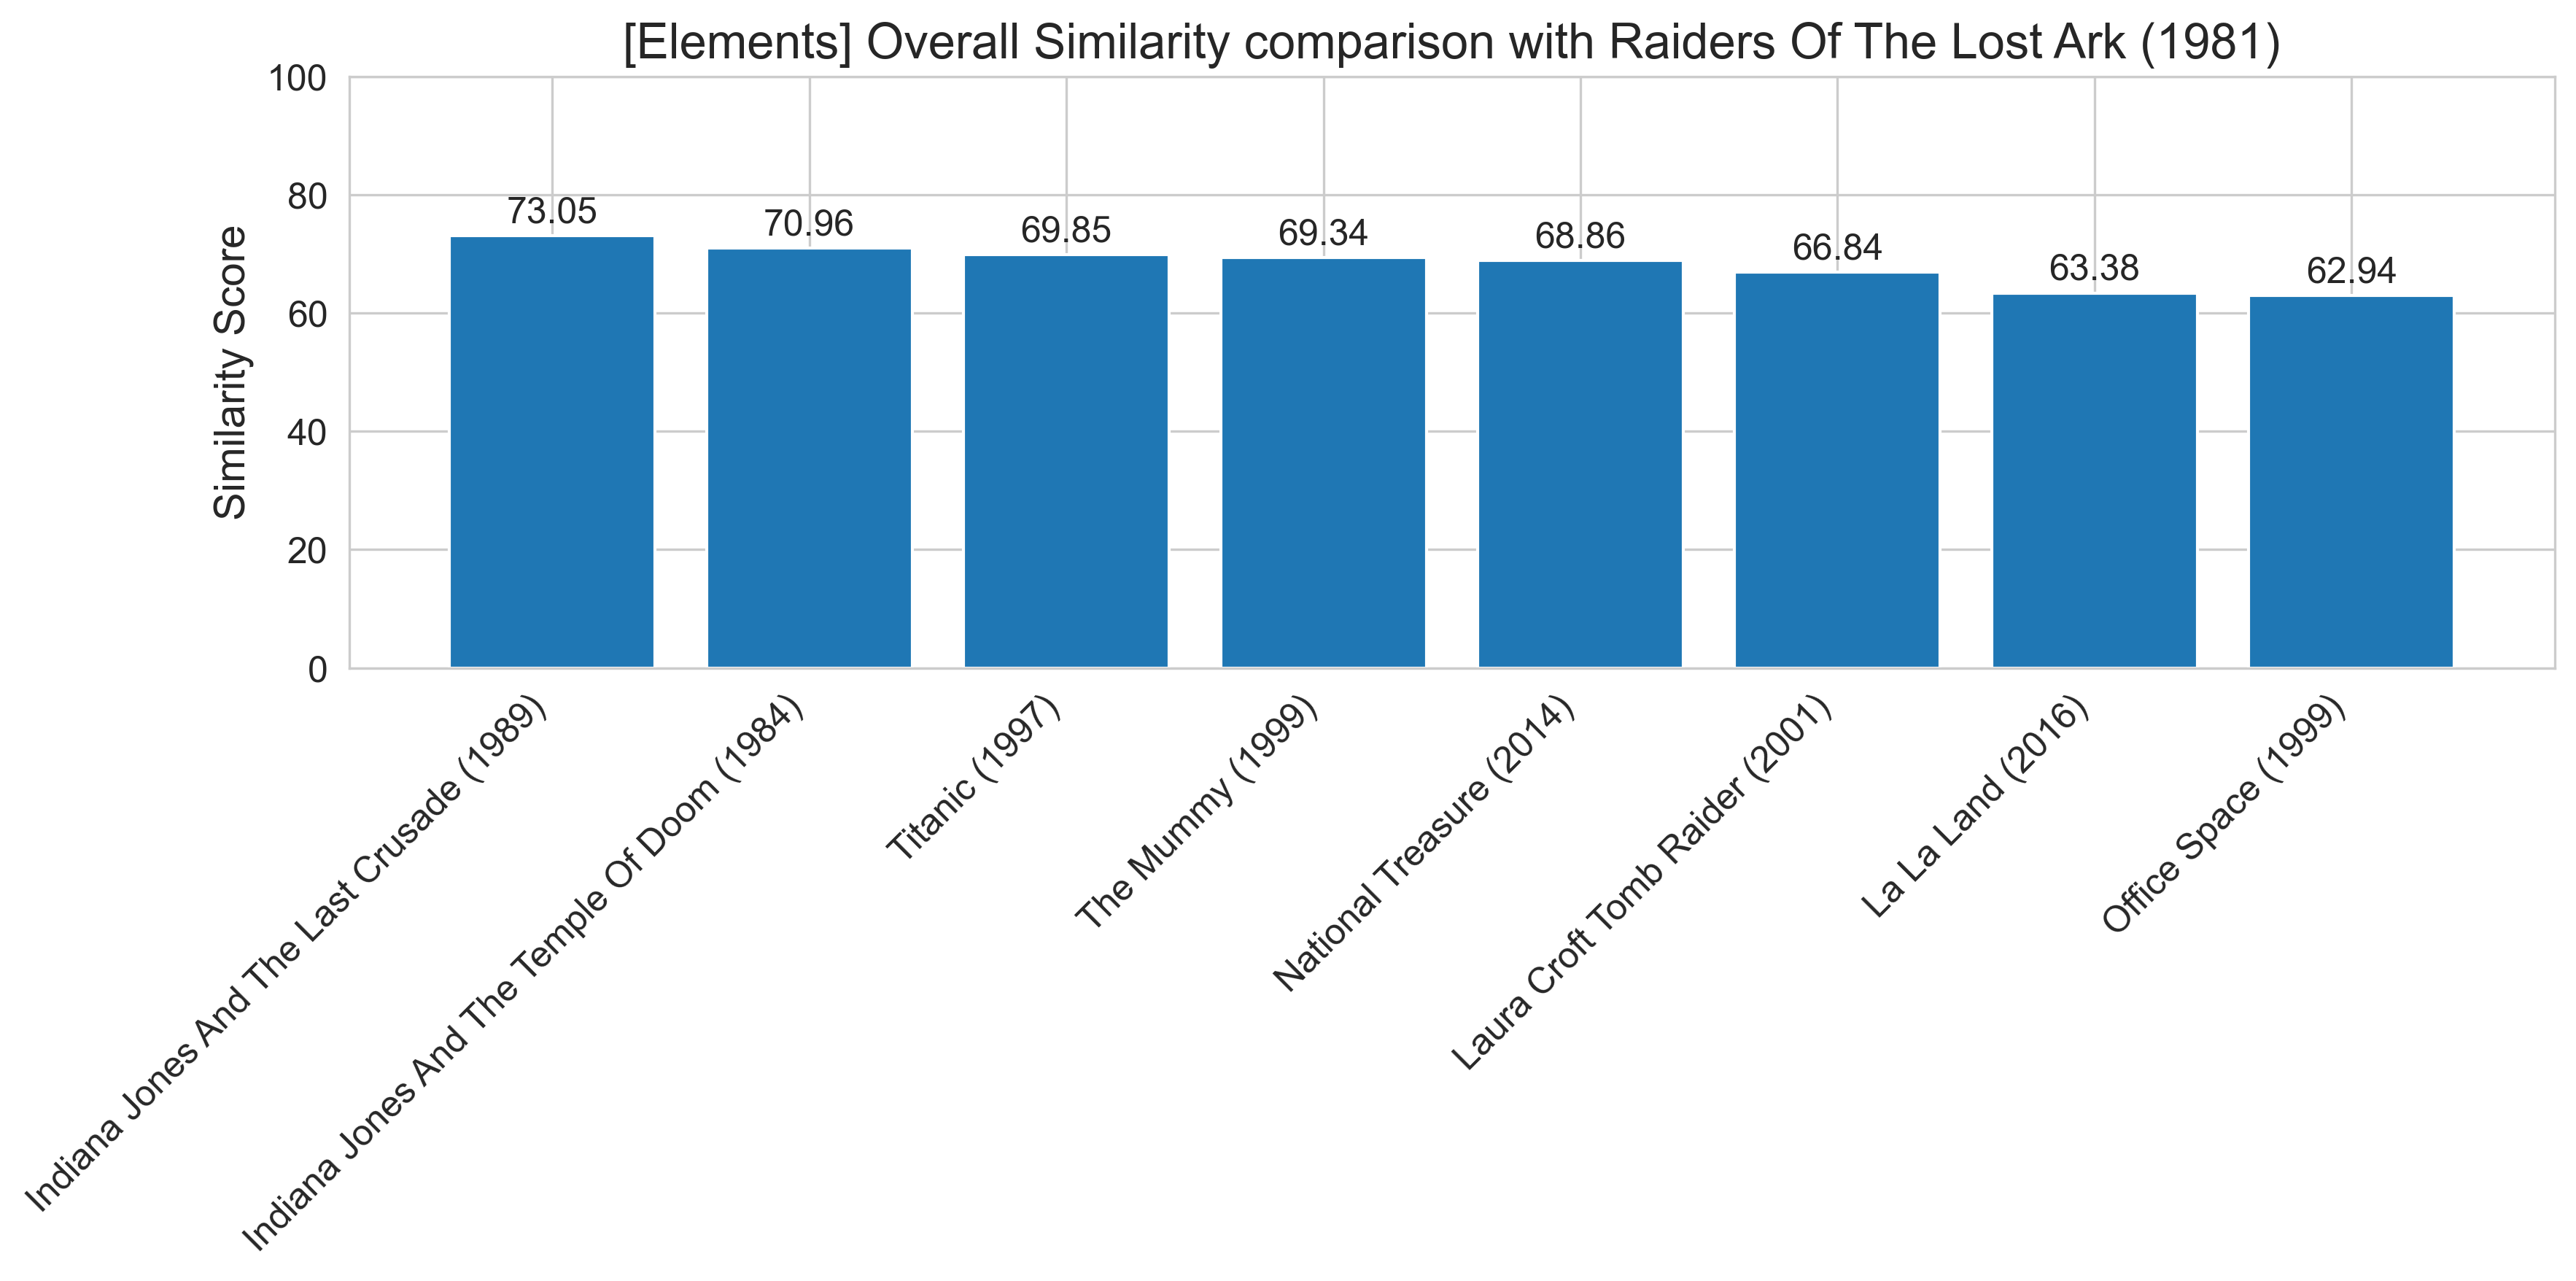 [Elements] Overall Similarity comparison with Raiders Of The Lost Ark (1981)
Similarity Score
100
80
60
40
20
0
73.05
70.96
69.85
69.34
68.86
66.84
63.38
62.94
Indiana Jones And The Last Crusade (1989)
Indiana Jones And The Temple Of Doom (1984)
Titanic (1997)
The Mummy (1999)
National Treasure (2014)
Laura Croft Tomb Raider (2001)
La La Land (2016)
Office Space (1999)